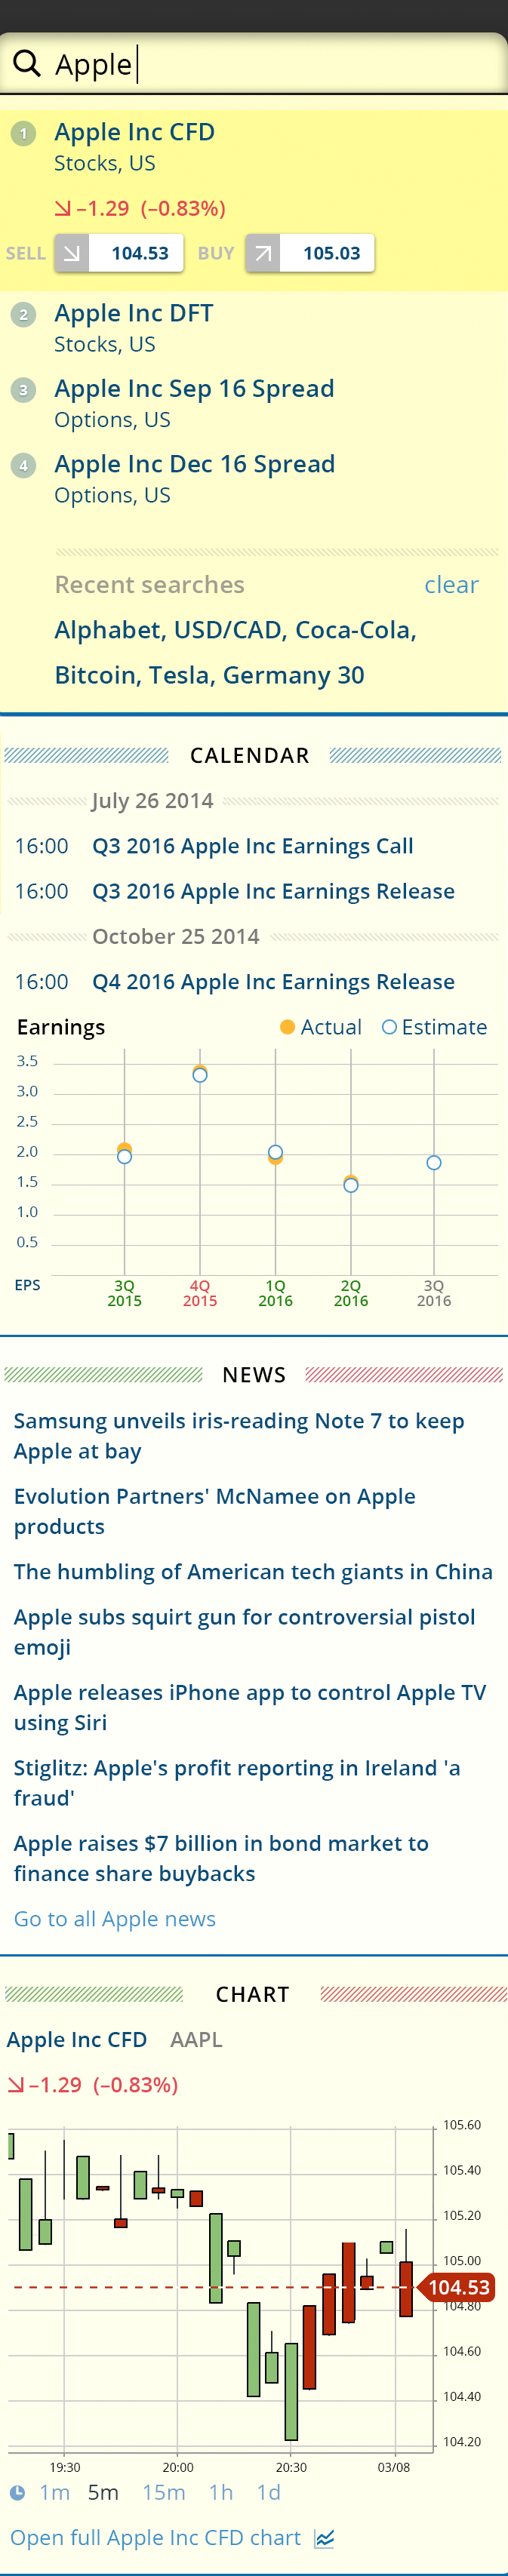 Apple
1 Apple Inc CFD
Stocks, US
–1.29 (–0.83%)
SELL 104.53 BUY 105.03
2 Apple Inc DFT
Stocks, US
3 Apple Inc Sep 16 Spread
Options, US
4 Apple Inc Dec 16 Spread
Options, US
Recent searches clear
Alphabet, USD/CAD, Coca-Cola,
Bitcoin, Tesla, Germany 30
CALENDAR
July 26 2014
16:00 Q3 2016 Apple Inc Earnings Call
16:00 Q3 2016 Apple Inc Earnings Release
October 25 2014
16:00 Q4 2016 Apple Inc Earnings Release
Earnings Actual Estimate
3.5
3.0
2.5
2.0
1.5
1.0
0.5
EPS 3Q 4Q 1Q 2Q 3Q
2015 2015 2016 2016 2016
NEWS
Samsung unveils iris-reading Note 7 to keep
Apple at bay
Evolution Partners' McNamee on Apple
products
The humbling of American tech giants in China
Apple subs squirt gun for controversial pistol
emoji
Apple releases iPhone app to control Apple TV
using Siri
Stiglitz: Apple's profit reporting in Ireland 'a
fraud'
Apple raises $7 billion in bond market to
finance share buybacks
Go to all Apple news
CHART
Apple Inc CFD AAPL
–1.29 (–0.83%)
105.60
105.40
105.20
105.00
104.53
104.80
104.60
104.40
104.20
19:30 20:00 20:30 03/08
1m 5m 15m 1h 1d
Open full Apple Inc CFD chart